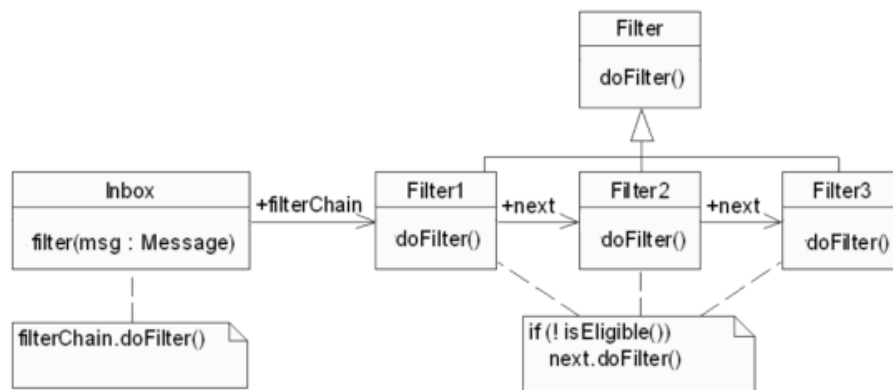 Filter
doFilter()
Inbox
filter(msg : Message)
+filterChain
Filter1
doFilter()
+next
Filter2
doFilter()
+next
Filter3
doFilter()
filterChain.doFilter()
if (! isEligible())
next.doFilter()